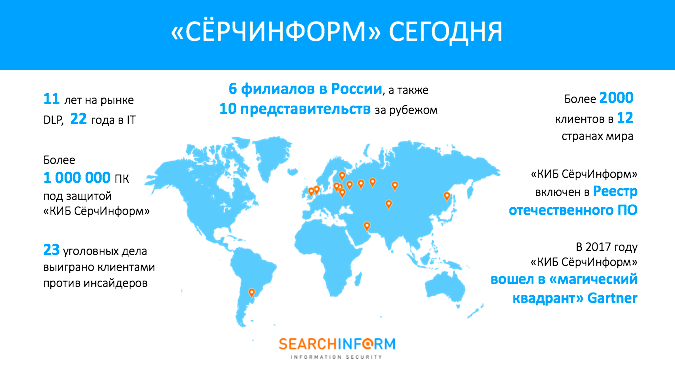 «СЁРЧИНФОРМ» СЕГОДНЯ
11 лет на рынке
DLP, 22 года в IT
Более
1 000 000 ПК
под защитой
«КИБ СёрчИнформ»
23 уголовных дела
выиграно клиентами
против инсайдеров
6 филиалов в России, а также
10 представительств за рубежом
Более 2000
клиентов в 12
странах мира
«КИБ СёрчИнформ»
включен в Реестр
отечественного ПО
В 2017 году
«КИБ СёрчИнформ»
вошел в «магический
квадрант» Gartner
SEARCHINF@RM
INFORMATION SECURITY